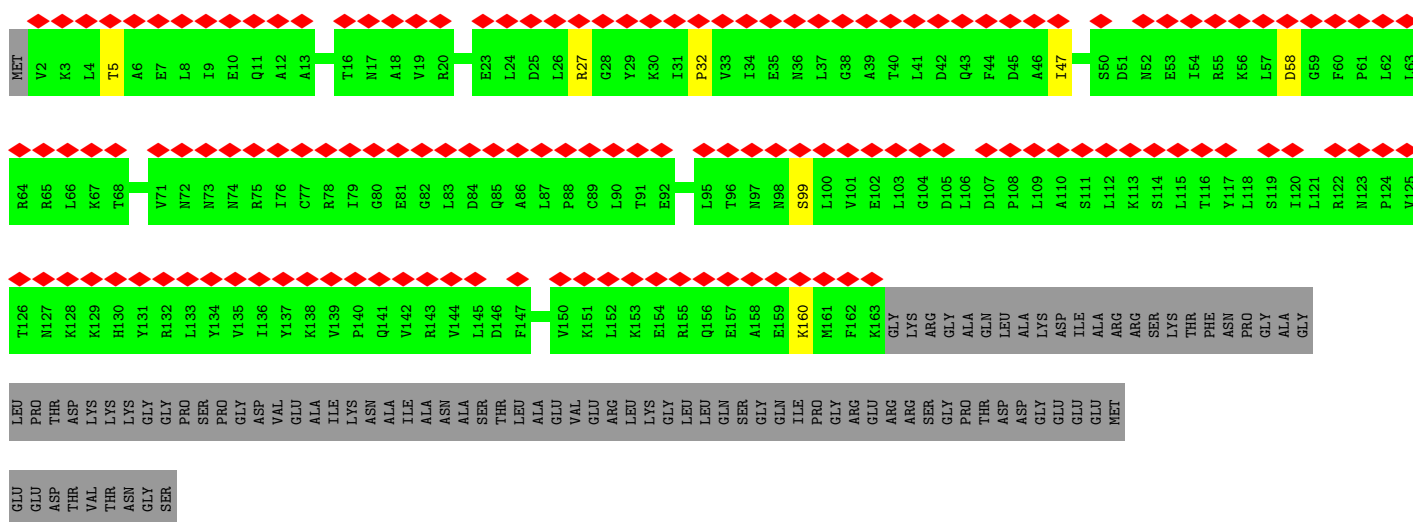 MET V2 K3 L4 T5 A6 E7 L8 I9 E10 Q11 A12 A13 T16 N17 A18 V19 R20 E23 L24 D25 L26 R27 G28 Y29 K30 I31 P32 V33 I34 E35 N36 L37 G38 A39 T40 L41 D42 Q43 F44 D45 A46 I47 S50 D51 N52 E53 I54 R55 K56 L57 D58 G59 F60 P61 L62 L63
R64 R65 L66 K67 T68 V71 N72 N73 N74 R75 I76 C77 R78 I79 G80 E81 G82 L83 D84 Q85 A86 L87 P88 C89 L90 T91 E92 L95 T96 N97 N98 S99 L100 V101 E102 L103 G104 D105 L106 D107 P108 L109 A110 S111 L112 K113 S114 L115 T116 Y117 L118 S119 I120 L121 R122 N123 P124 V125
T126 N127 K128 K129 H130 Y131 R132 L133 Y134 V135 I136 Y137 K138 V139 P140 Q141 V142 R143 V144 L145 D146 F147 V150 K151 L152 K153 E154 R155 Q156 E157 A158 E159 K160 M161 F162 K163 GLY LYS ARG GLY ALA GLN LEU ALA LYS ASP ILE ALA ARG ARG SER LYS THR PHE ASN PRO GLY ALA GLY
LEU PRO THR ASP LYS LYS LYS GLY GLY PRO SER PRO GLY ASP VAL GLU ALA ILE LYS ASN ALA ILE ALA ASN ALA SER THR LEU ALA GLU VAL GLU ARG LEU LYS GLY LEU LEU GLN SER GLY GLN ILE PRO GLY ARG GLU ARG ARG SER GLY PRO THR ASP ASP GLY GLU GLU GLU MET
GLU GLU ASP THR VAL THR ASN GLY SER